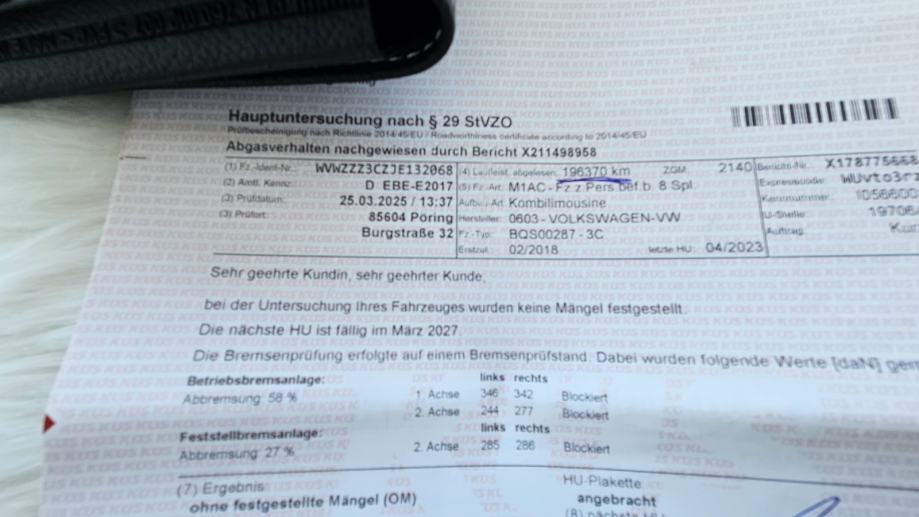 Hauptuntersuchung nach § 29 StVZO
Prüfbescheinigung nach Richtlinie 2014/45/EU / Roadworthiness certificate according to 2014/45/EU
Abgasverhalten nachgewiesen durch Bericht X211498958
(1) Fz.-Ident-Nr. WVWZZZ3CZJE132068 (4) Laufleist. abgelesen: 196370 km ZGM: 2140 Berichts-Nr. X178775668
(2) Amtl. Kennz. D EBE-E2017 (5) Fz.-Art: M1AC-Fz z Pers bef.b. 8 Spl.
(3) Prüfdatum: 25.03.2025 / 13:37 Aufb.-Art: Kombilimousine
(3) Prüfort: 85604 Pöring Hersteller: 0603-VOLKSWAGEN-VW
Burgstraße 32 Fz-Typ: BQS00287-3C Auftrag
Erstzul. 02/2018 letzte HU: 04/2023
Sehr geehrte Kundin, sehr geehrter Kunde,
bei der Untersuchung Ihres Fahrzeuges wurden keine Mängel festgestellt.
Die nächste HU ist fällig im März 2027
Die Bremsenprüfung erfolgte auf einem Bremsenprüfstand. Dabei wurden folgende Werte [daN] gem
Betriebsbremsanlage: links rechts
Abbremsung: 58 % 1. Achse 346 342 Blockiert
2. Achse 244 277 Blockiert
Feststellbremsanlage: links rechts
Abbremsung: 27 % 2. Achse 285 286 Blockiert
(7) Ergebnis: HU-Plakette
ohne festgestellte Mängel (OM) angebracht
(8) nächste HU